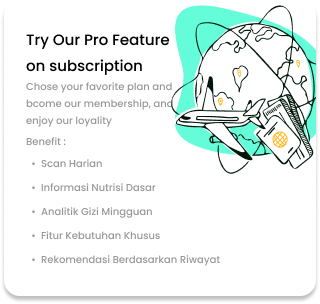 Try Our Pro Feature
on subscription
Chose your favorite plan and
bcome our membership, and
enjoy our loyality
Benefit :
• Scan Harian
• Informasi Nutrisi Dasar
• Analitik Gizi Mingguan
• Fitur Kebutuhan Khusus
• Rekomendasi Berdasarkan Riwayat